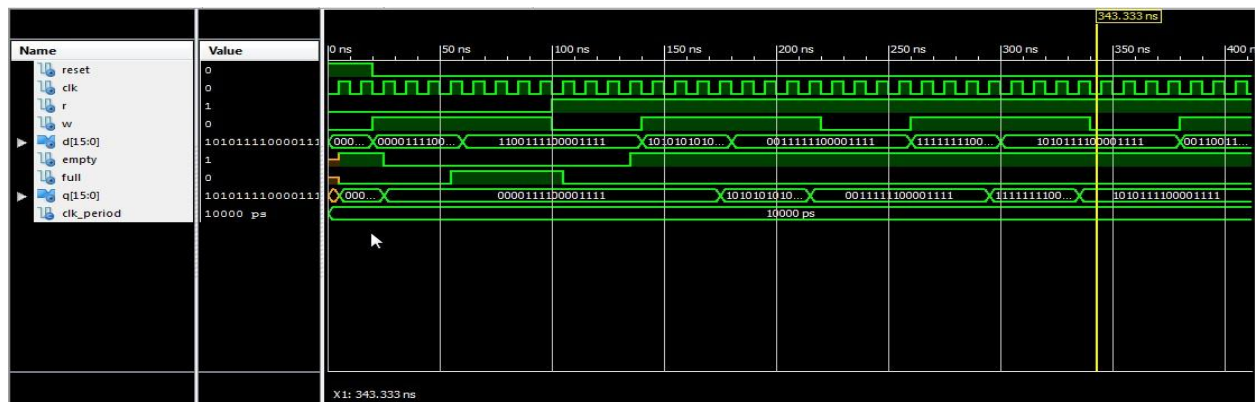 343.333 ns
Name Value 0 ns 50 ns 100 ns 150 ns 200 ns 250 ns 300 ns 350 ns
reset 0
clk 0
r 1
w 0
d[15:0] 1010111110000111 000... 0000111100... 1100111100001111 1010101010... 0011111100001111 1111111100... 1010111100001111 00110011...
empty 1
full 0
q[15:0] 000... 0000111100001111 1010101010... 0011111100001111 1111111100... 1010111100001111
clk_period 10000 ps 10000 ps
X1: 343.333 ns